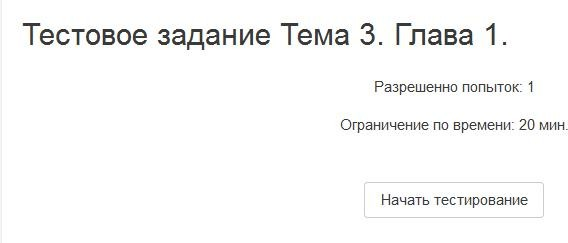 Тестовое задание Тема 3. Глава 1.
Разрешенно попыток: 1
Ограничение по времени: 20 мин.
Начать тестирование